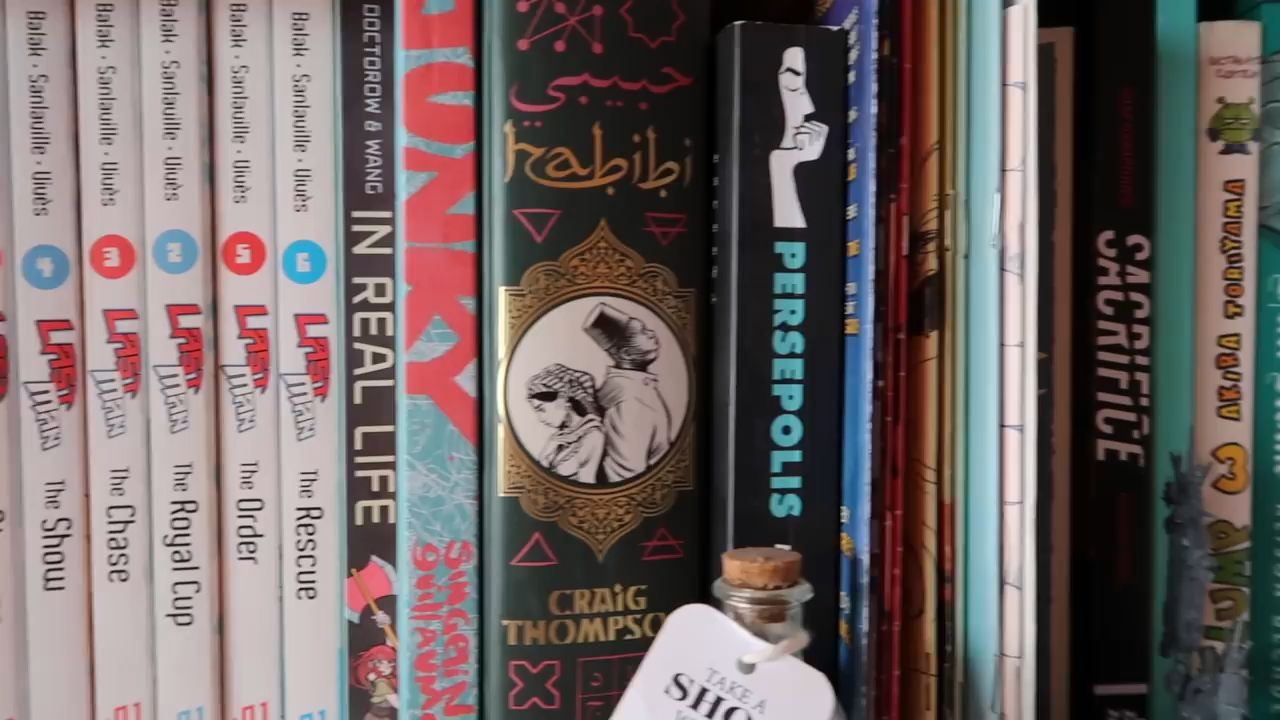 Balak · Sanlaville · Vivès
4
LAST MAN
The Show
Balak · Sanlaville · Vivès
3
LAST MAN
The Chase
Balak · Sanlaville · Vivès
2
LAST MAN
The Royal Cup
Balak · Sanlaville · Vivès
5
LAST MAN
The Order
Balak · Sanlaville · Vivès
6
LAST MAN
The Rescue
DOCTOROW & WANG
IN REAL LIFE
ONKY
حبيبي
habibi
CRAIG
THOMPSO
PERSEPOLIS
TAKE A
SHO
SACRIFICE
AKIRA TORIYAMA
3